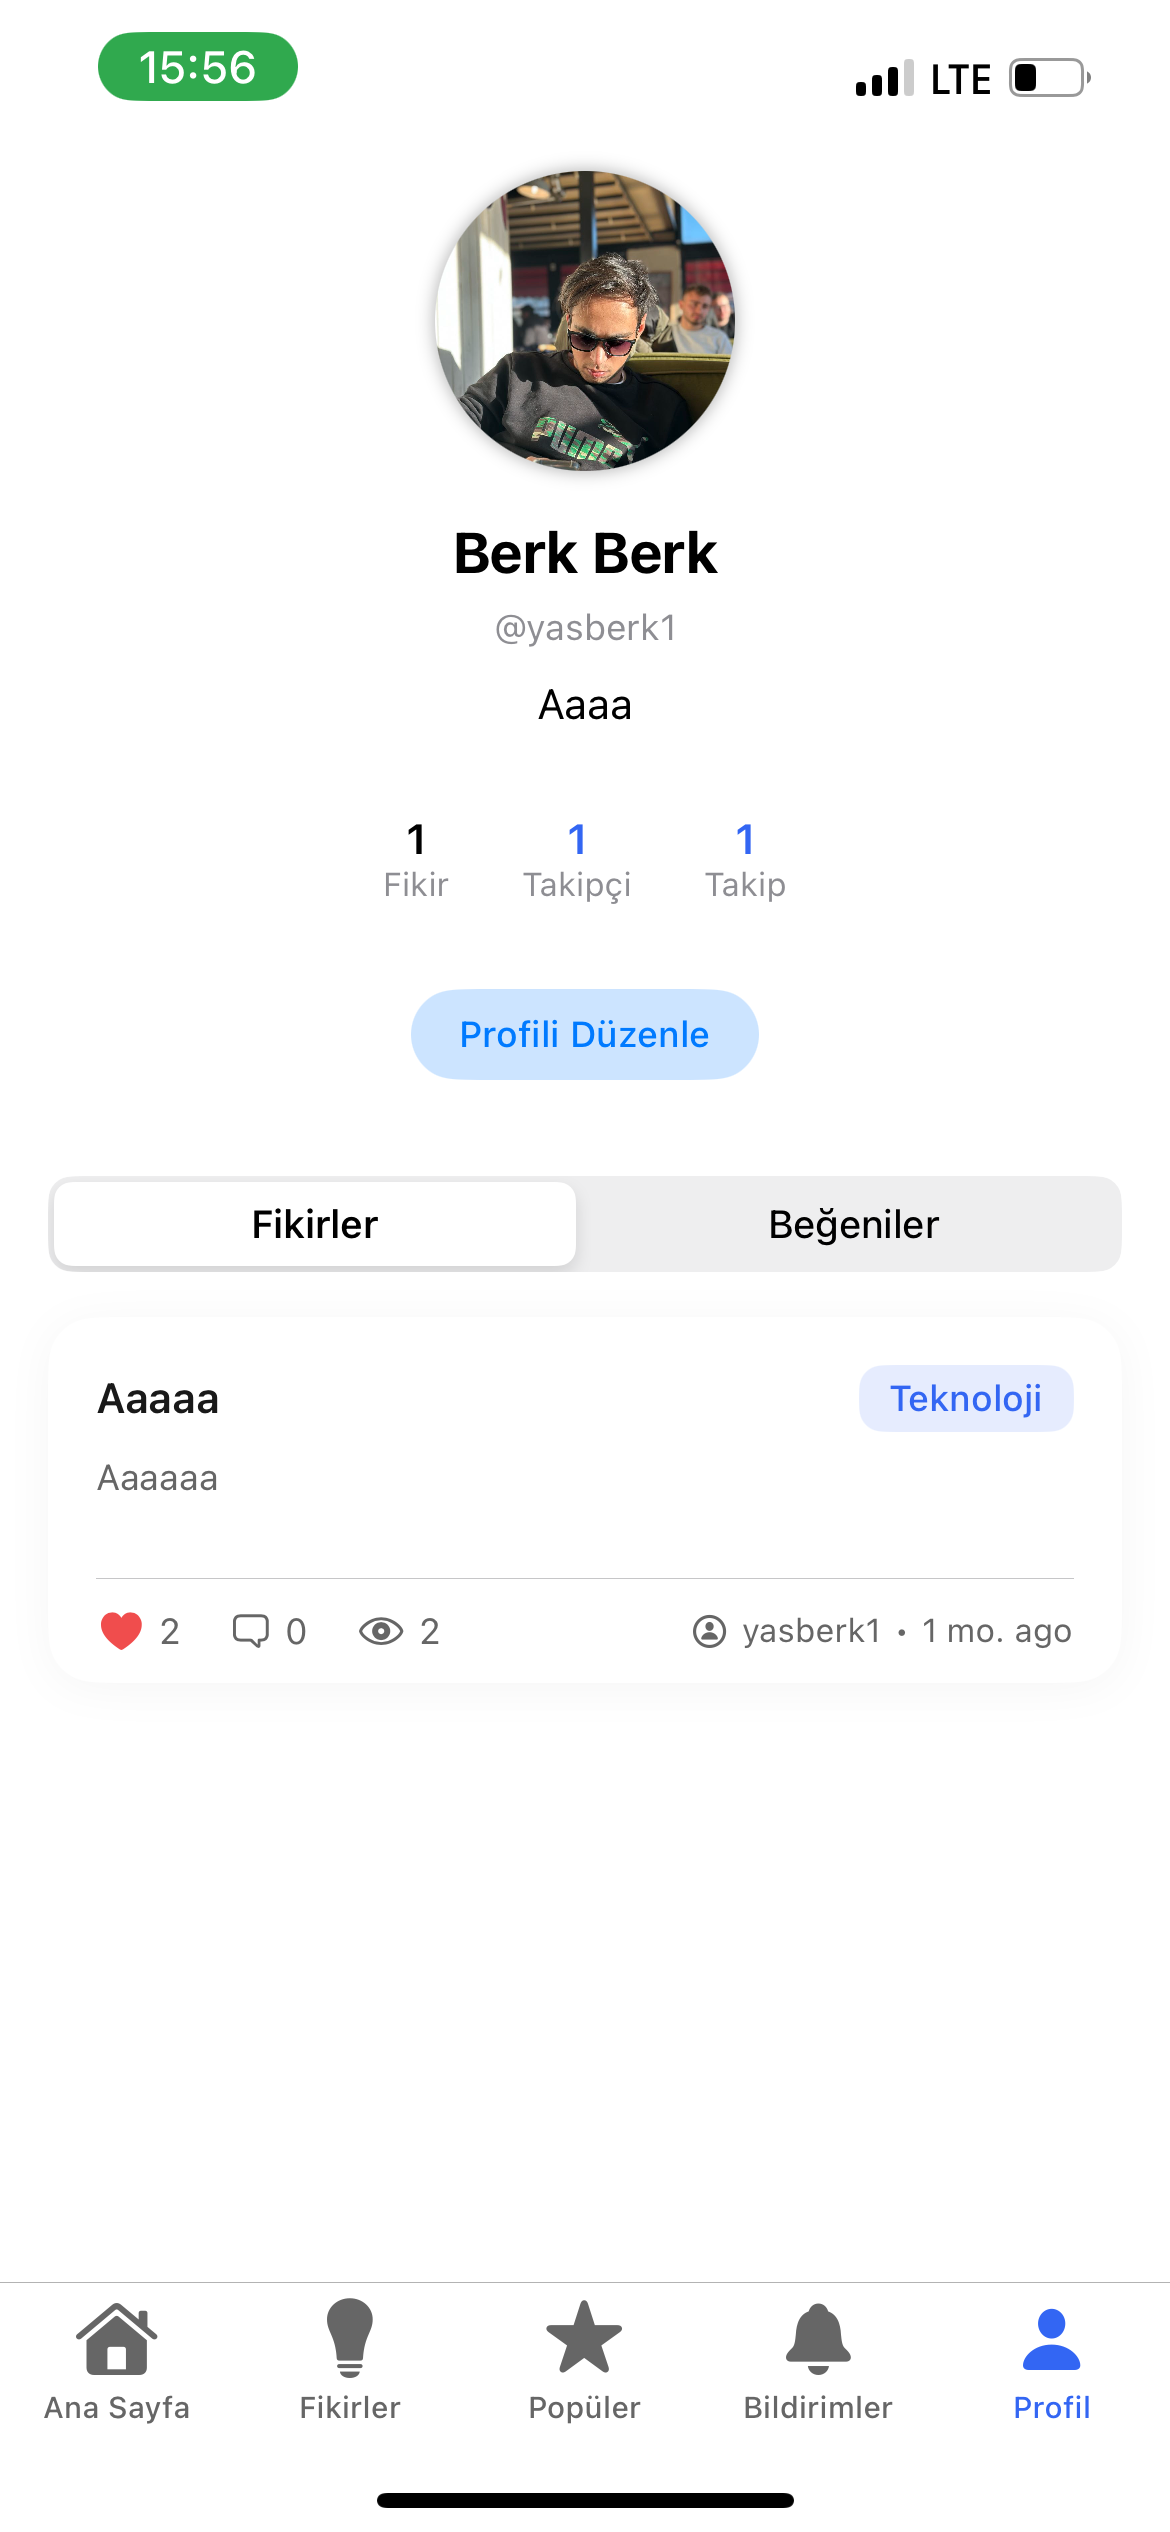 15:56
LTE
PUMA
Berk Berk
@yasberk1
Aaaa
1 1 1
Fikir Takipçi Takip
Profili Düzenle
Fikirler Beğeniler
Aaaaa Teknoloji
Aaaaaa
2 0 2 yasberk1 • 1 mo. ago
Ana Sayfa Fikirler Popüler Bildirimler Profil